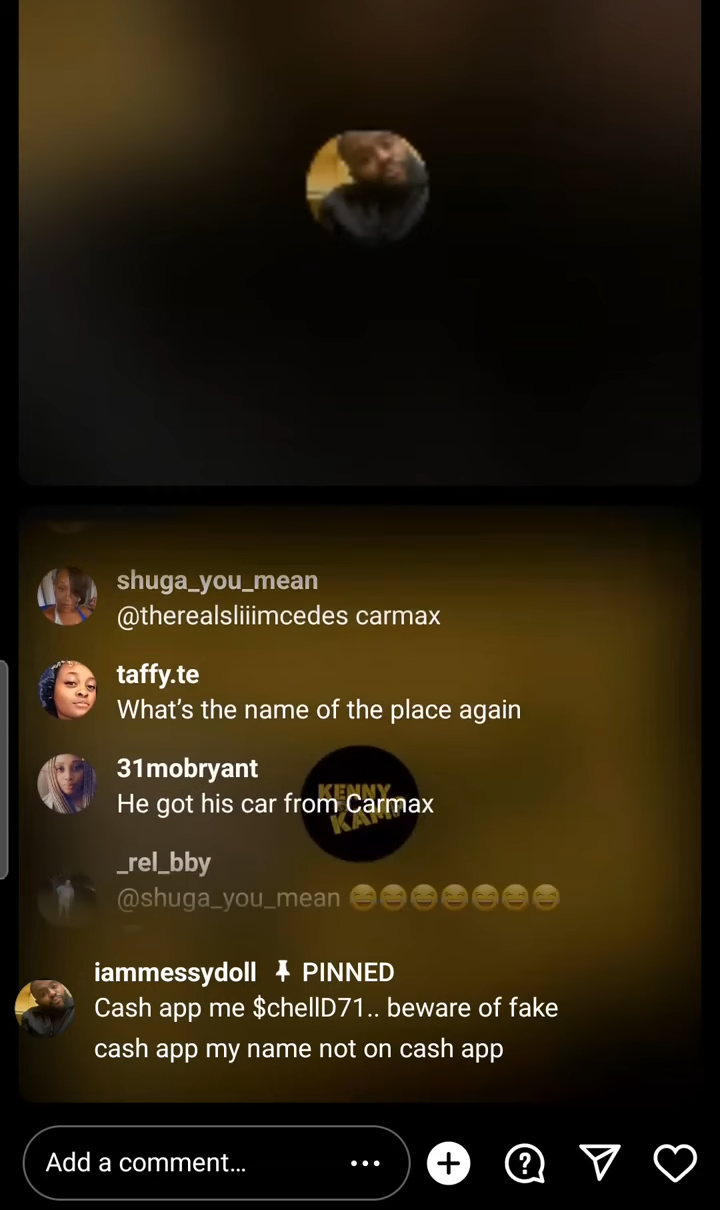 shuga_you_mean
@therealsliiimcedes carmax
taffy.te
What's the name of the place again
31mobryant
He got his car from Carmax
KENNY
_rel_bby
@shuga_you_mean 😂😂😂😂😂😂😂
iammessydoll 📌 PINNED
Cash app me $chellD71.. beware of fake
cash app my name not on cash app
Add a comment...